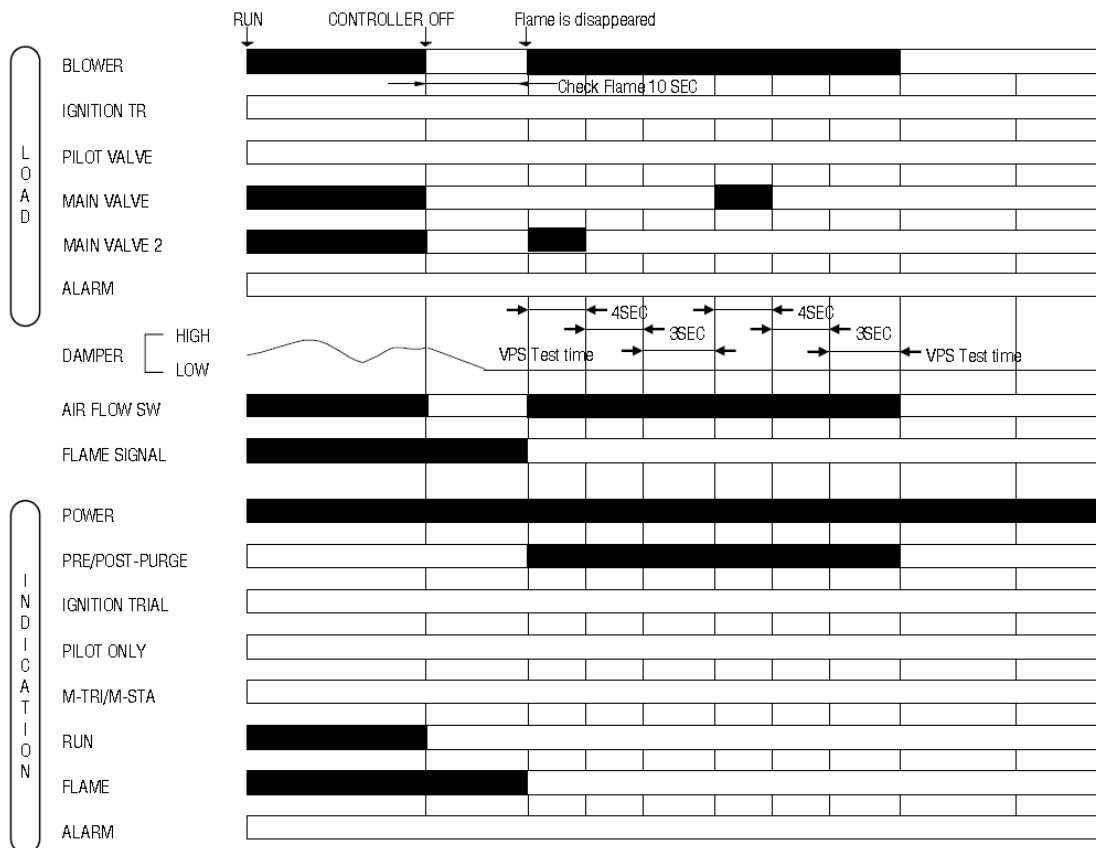 RUN CONTROLLER OFF Flame is disappeared
LOAD
BLOWER
Check Flame 10 SEC
IGNITION TR
PILOT VALVE
MAIN VALVE
MAIN VALVE 2
ALARM
4SEC 4SEC
HIGH
3SEC 3SEC
DAMPER
VPS Test time VPS Test time
LOW
AIR FLOW SW
FLAME SIGNAL
INDICATION
POWER
PRE/POST-PURGE
IGNITION TRIAL
PILOT ONLY
M-TRI/M-STA
RUN
FLAME
ALARM